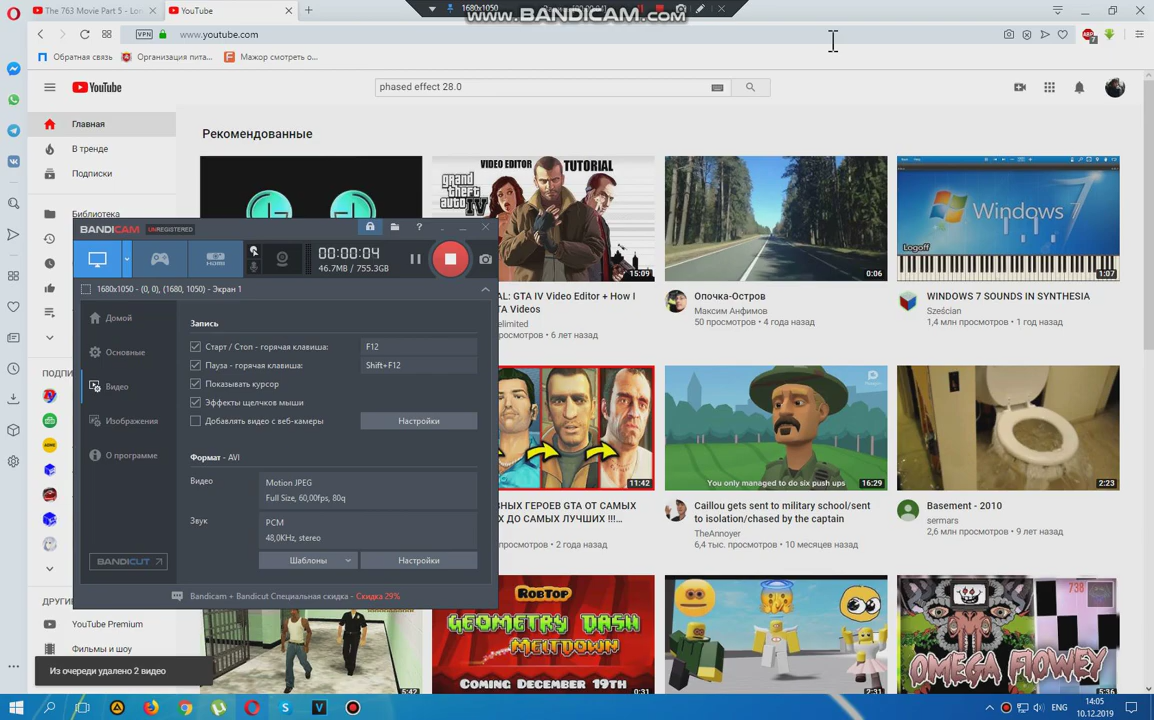 The 763 Movie Part 5 - Lon
YouTube
1680x1050
www.BANDICAM.com
VPN
www.youtube.com
ABP
7
Обратная связь
Организация пита...
Мажор смотреть о...
YouTube
phased effect 28.0
Главная
В тренде
Подписки
Библиотека
Рекомендованные
VIDEO EDITOR TUTORIAL
grand theft auto IV
15:09
0:06
Windows 7
Logoff
1:07
AL: GTA IV Video Editor + How I
GTA Videos
elimited
росмотров • 6 лет назад
Опочка-Остров
Максим Анфимов
50 просмотров • 4 года назад
WINDOWS 7 SOUNDS IN SYNTHESIA
Sześcian
1,4 млн просмотров • 1 год назад
BANDICAM UNREGISTERED
HDMI
00:00:04
46.7MB / 755.3GB
1680x1050 - (0, 0), (1680, 1050) - Экран 1
Домой
Основные
Видео
Изображения
О программе
BANDICUT
Запись
Старт / Стоп - горячая клавиша:
F12
Пауза - горячая клавиша:
Shift+F12
Показывать курсор
Эффекты щелчков мыши
Добавлять видео с веб-камеры
Настройки
Формат - AVI
Видео
Motion JPEG
Full Size, 60,00fps, 80q
Звук
PCM
48,0KHz, stereo
Шаблоны
Настройки
Bandicam + Bandicut Специальная скидка - Скидка 29%
11:42
You only managed to do six push ups
16:29
2:23
ВНЫХ ГЕРОЕВ GTA ОТ САМЫХ
Х ДО САМЫХ ЛУЧШИХ !!!...
росмотров • 2 года назад
Caillou gets sent to military school/sent
to isolation/chased by the captain
TheAnnoyer
6,4 тыс. просмотров • 10 месяцев назад
Basement - 2010
sermars
2,6 млн просмотров • 9 лет назад
ПОДПИ
ДРУГИ
YouTube Premium
Фильмы и шоу
Из очереди удалено 2 видео
5:42
ROBTOP
GEOMETRY DASH
MELTDOWN
COMING DECEMBER 19TH
0:31
2:31
738
OMEGA FLOWEY
5:36
ENG
14:05
10.12.2019